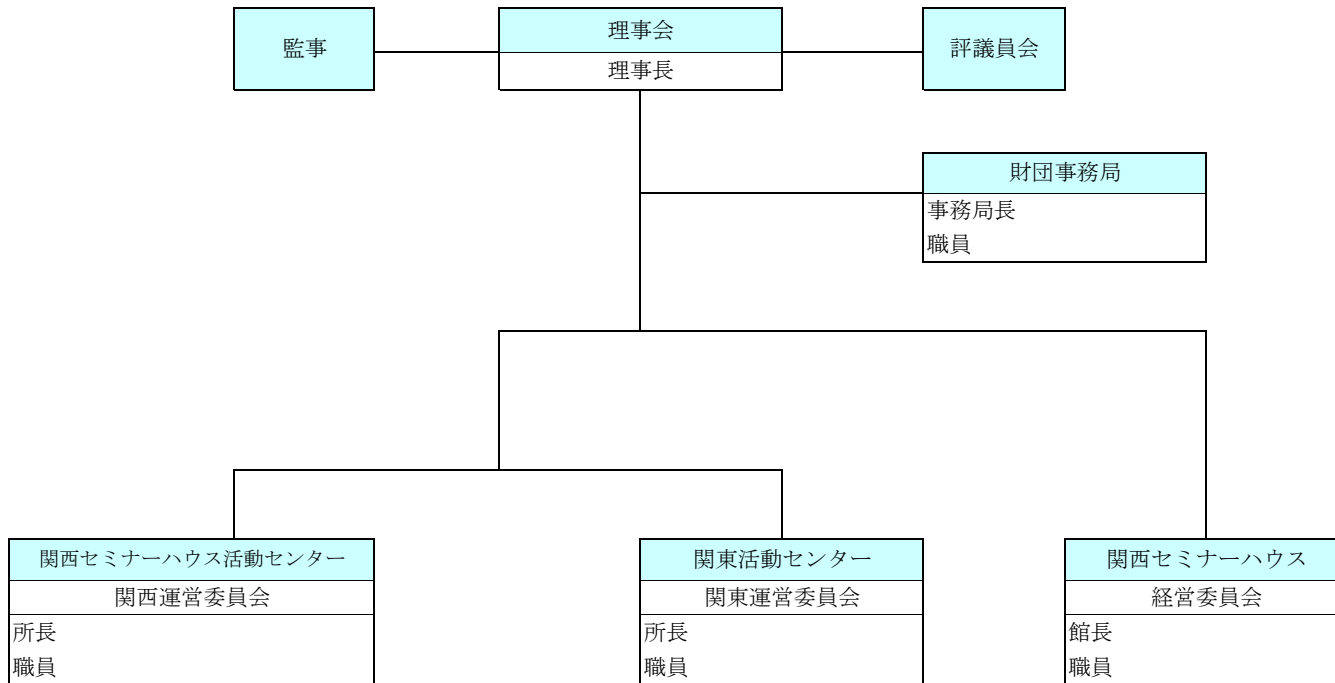 監事
理事会
理事長
評議員会
財団事務局
事務局長
職員
関西セミナーハウス活動センター
関西運営委員会
所長
職員
関東活動センター
関東運営委員会
所長
職員
関西セミナーハウス
経営委員会
館長
職員